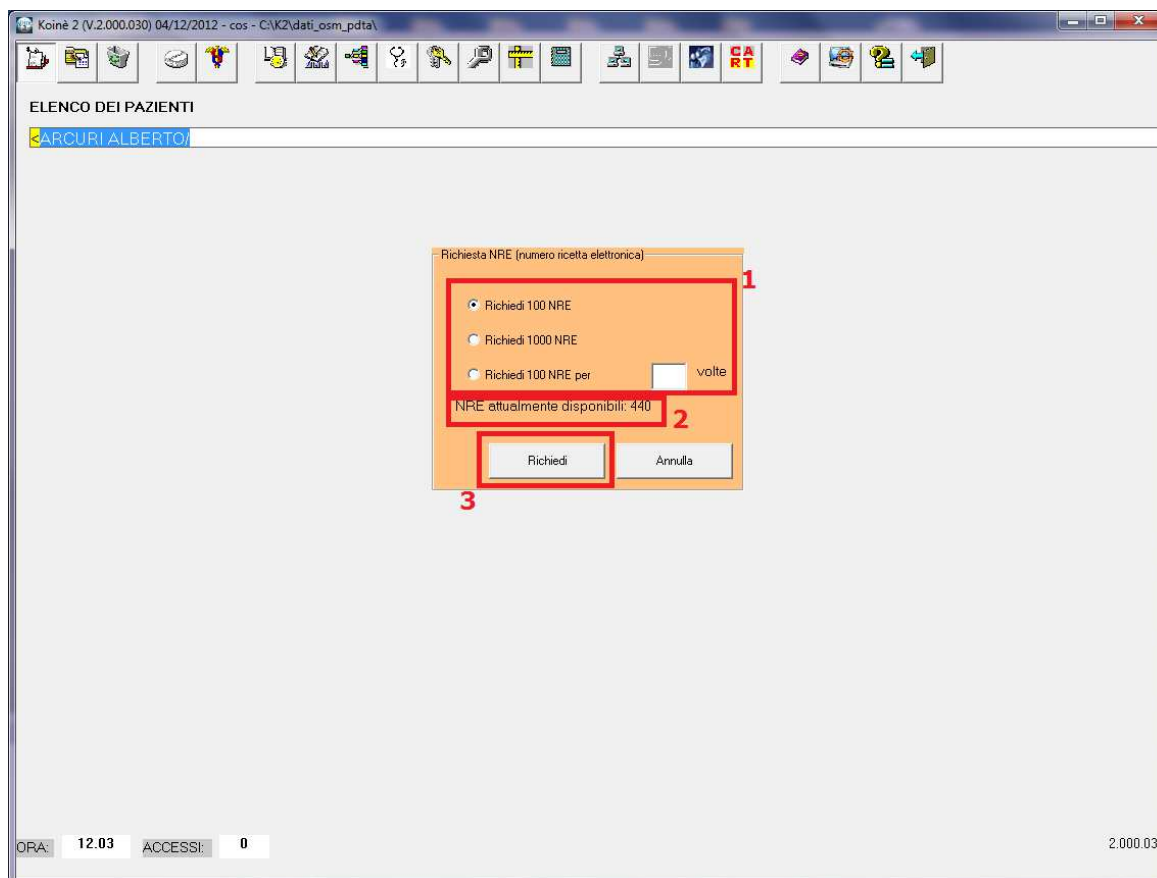 Koinè 2 (V.2.000.030) 04/12/2012 - cos - C:\K2\dati_osm_pdta\
CA
RT
ELENCO DEI PAZIENTI
<ARCURI ALBERTO/
Richiesta NRE (numero ricetta elettronica)
1
Richiedi 100 NRE
Richiedi 1000 NRE
Richiedi 100 NRE per volte
NRE attualmente disponibili: 440
2
Richiedi Annulla
3
ORA: 12.03 ACCESSI: 0 2.000.03